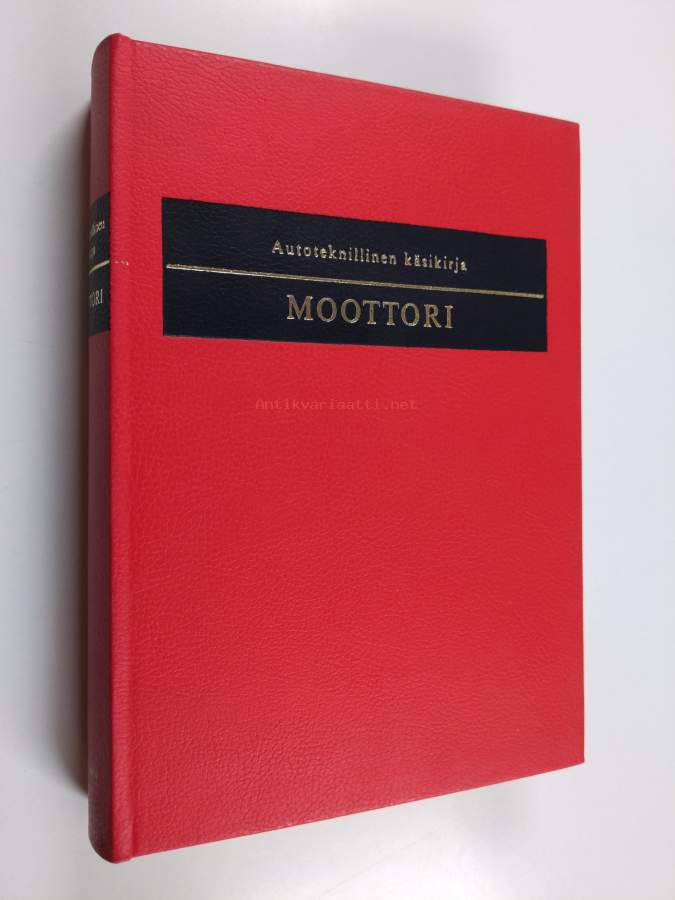 Autoteknillinen käsikirja
MOOTTORI
Antikvariaatti.net